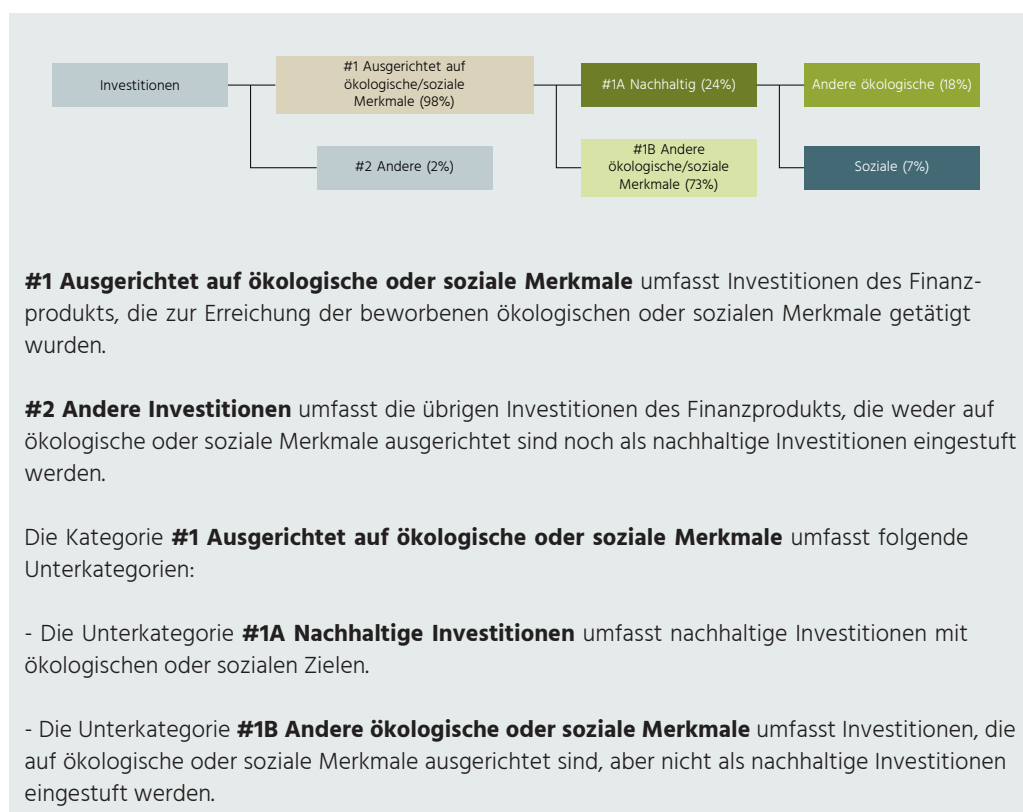 Investitionen
#1 Ausgerichtet auf
ökologische/soziale
Merkmale (98%)
#1A Nachhaltig (24%)
Andere ökologische (18%)
#2 Andere (2%)
#1B Andere
ökologische/soziale
Merkmale (73%)
Soziale (7%)
#1 Ausgerichtet auf ökologische oder soziale Merkmale umfasst Investitionen des Finanz-
produkts, die zur Erreichung der beworbenen ökologischen oder sozialen Merkmale getätigt
wurden.
#2 Andere Investitionen umfasst die übrigen Investitionen des Finanzprodukts, die weder auf
ökologische oder soziale Merkmale ausgerichtet sind noch als nachhaltige Investitionen eingestuft
werden.
Die Kategorie #1 Ausgerichtet auf ökologische oder soziale Merkmale umfasst folgende
Unterkategorien:
- Die Unterkategorie #1A Nachhaltige Investitionen umfasst nachhaltige Investitionen mit
ökologischen oder sozialen Zielen.
- Die Unterkategorie #1B Andere ökologische oder soziale Merkmale umfasst Investitionen, die
auf ökologische oder soziale Merkmale ausgerichtet sind, aber nicht als nachhaltige Investitionen
eingestuft werden.